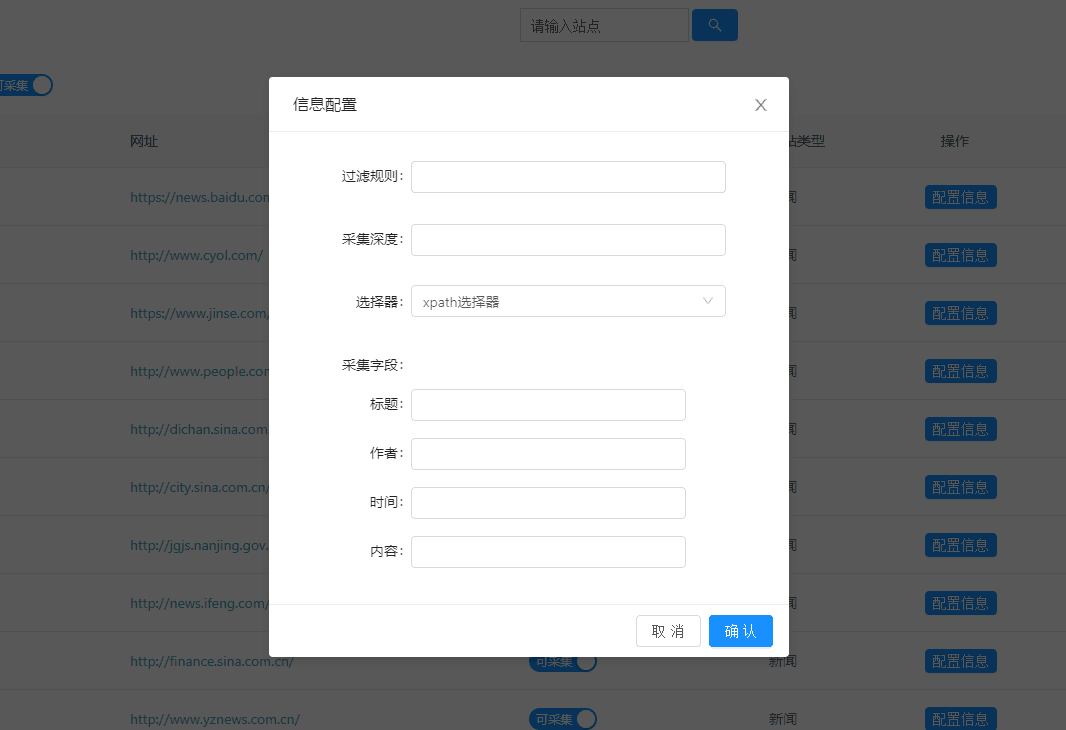 请输入站点
可采集
信息配置
网址
站类型
操作
过滤规则:
https://news.baidu.com
闻
配置信息
采集深度:
http://www.cyol.com/
闻
配置信息
选择器:
xpath选择器
https://www.jinse.com/
闻
配置信息
采集字段:
http://www.people.com
闻
配置信息
标题:
http://dichan.sina.com
闻
配置信息
作者:
http://city.sina.com.cn/
闻
配置信息
时间:
http://jgjs.nanjing.gov.
闻
配置信息
内容:
http://news.ifeng.com/
闻
配置信息
取 消
确 认
http://finance.sina.com.cn/
可采集
新闻
配置信息
http://www.yznews.com.cn/
可采集
新闻
配置信息